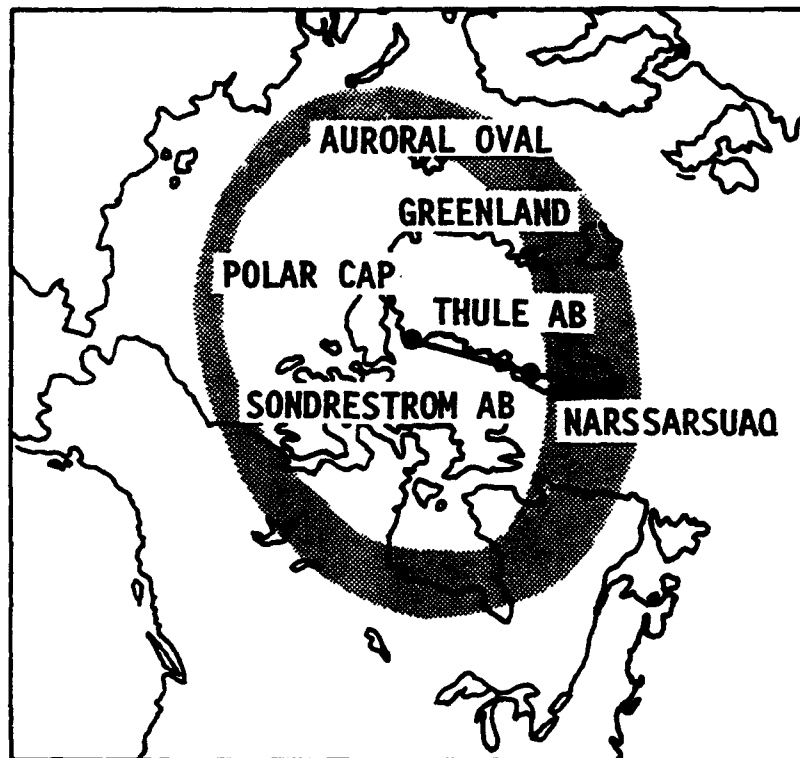 AURORAL OVAL
GREENLAND
POLAR CAP
THULE AB
SONDRESTROM AB
NARSSARSUAQ